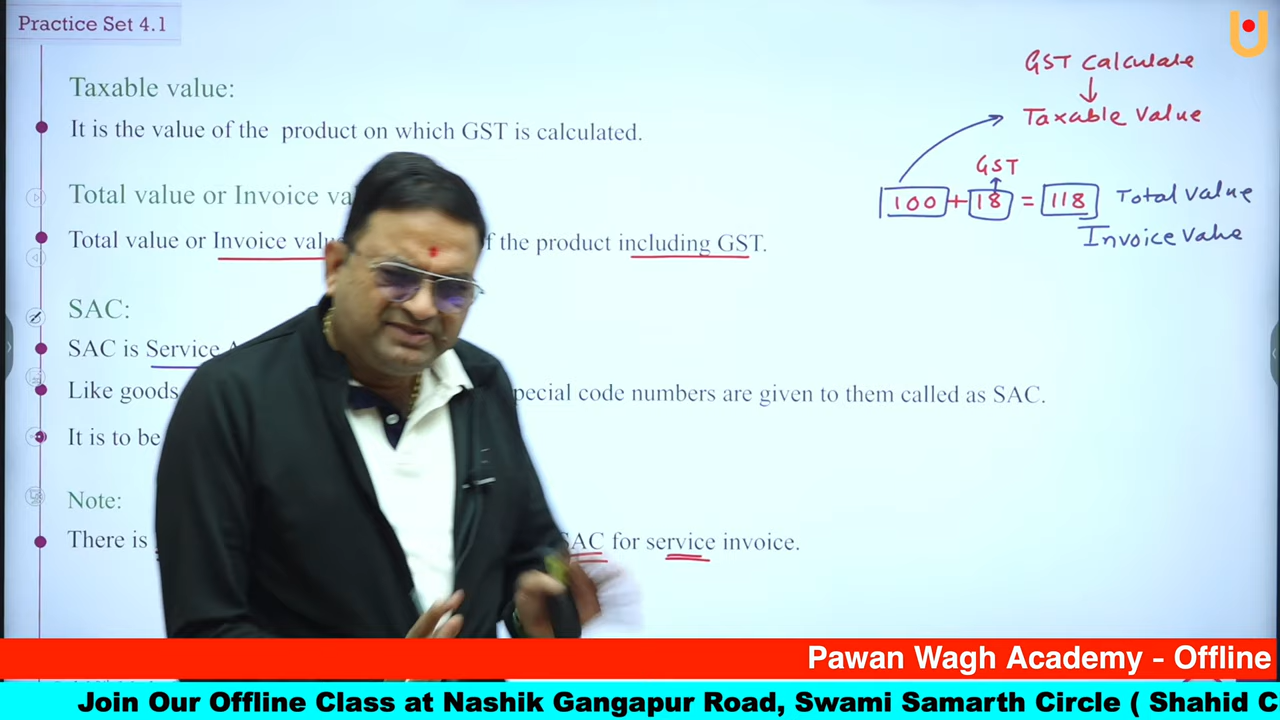 Practice Set 4.1
Taxable value:
It is the value of the product on which GST is calculated.
Total value or Invoice va
Total value or Invoice valu f the product including GST.
SAC:
SAC is Service
Like goods pecial code numbers are given to them called as SAC.
It is to be
Note:
There is SAC for service invoice.
GST Calculate
↓
Taxable Value
GST
100 + 18 = 118 Total Value
Invoice Value
Pawan Wagh Academy - Offline
Join Our Offline Class at Nashik Gangapur Road, Swami Samarth Circle ( Shahid C